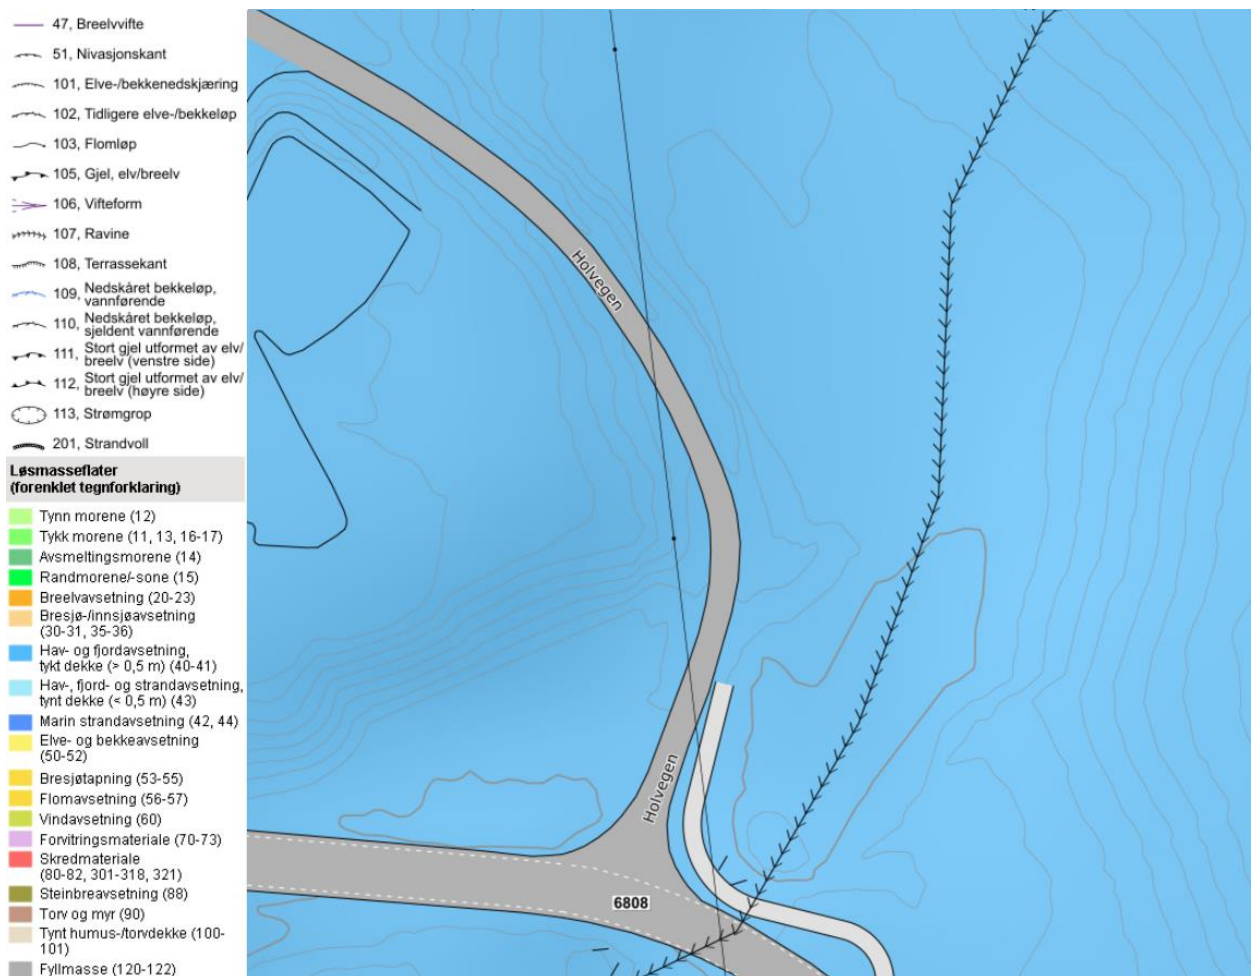 47, Breelvvifte
51, Nivasjonskant
101, Elve-/bekkenedskjæring
102, Tidligere elve-/bekkeløp
103, Flomløp
105, Gjel, elv/breelv
106, Vifteform
107, Ravine
108, Terrassekant
109, Nedskåret bekkeløp,
vannførende
110, Nedskåret bekkeløp,
sjeldent vannførende
111, Stort gjel utformet av elv/
breelv (venstre side)
112, Stort gjel utformet av elv/
breelv (høyre side)
113, Strømgrop
201, Strandvoll
Løsmasseflater
(forenklet tegnforklaring)
Tynn morene (12)
Tykk morene (11, 13, 16-17)
Avsmeltingsmorene (14)
Randmorene/-sone (15)
Breelvavsetning (20-23)
Bresjø-/innsjøavsetning
(30-31, 35-36)
Hav- og fjordavsetning,
tykt dekke (> 0,5 m) (40-41)
Hav-, fjord- og strandavsetning,
tynt dekke (< 0,5 m) (43)
Marin strandavsetning (42, 44)
Elve- og bekkeavsetning
(50-52)
Bresjøtapning (53-55)
Flomavsetning (56-57)
Vindavsetning (60)
Forvitringsmateriale (70-73)
Skredmateriale
(80-82, 301-318, 321)
Steinbreavsetning (88)
Torv og myr (90)
Tynt humus-/torvdekke (100-
101)
Fyllmasse (120-122)
Holvegen
Holvegen
6808